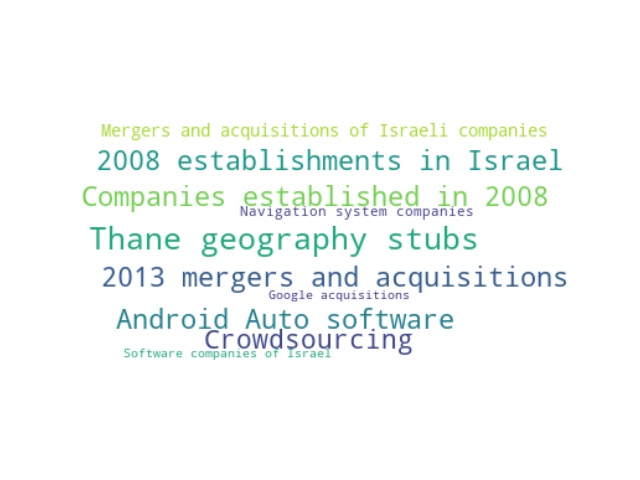 Mergers and acquisitions of Israeli companies
2008 establishments in Israel
Companies established in 2008
Navigation system companies
Thane geography stubs
2013 mergers and acquisitions
Google acquisitions
Android Auto software
Crowdsourcing
Software companies of Israel